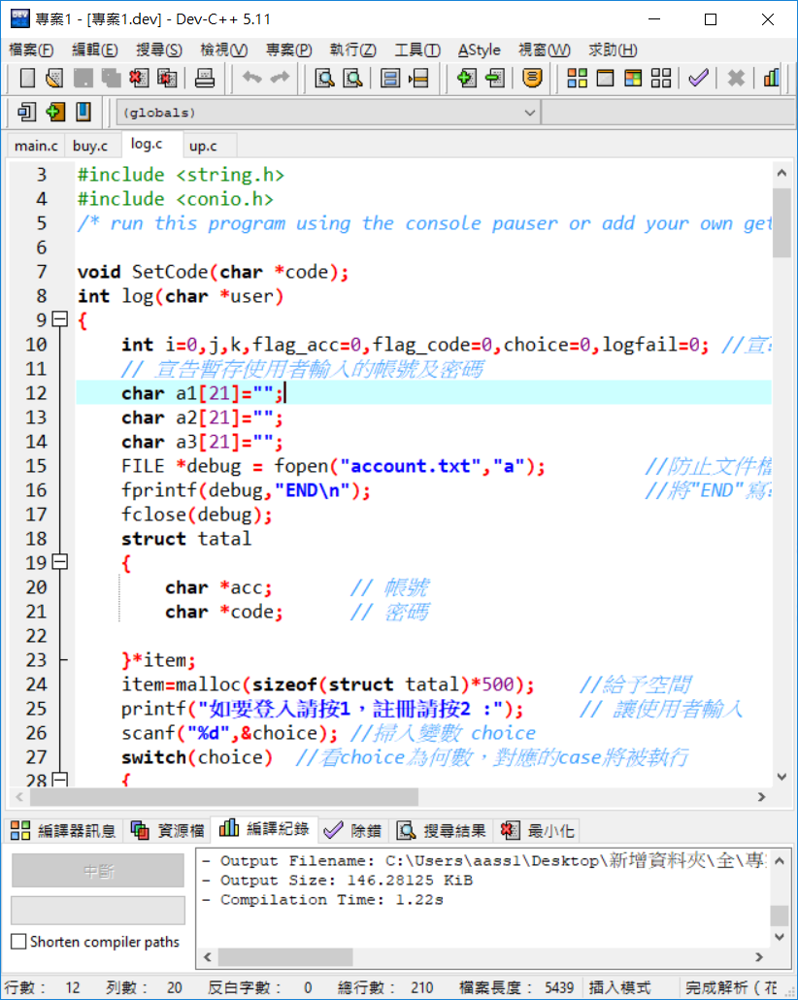 專案1 - [專案1.dev] - Dev-C++ 5.11
檔案(F) 編輯(E) 搜尋(S) 檢視(V) 專案(P) 執行(Z) 工具(T) AStyle 視窗(W) 求助(H)
(globals)
main.c buy.c log.c up.c
3 #include <string.h>
4 #include <conio.h>
5 /* run this program using the console pauser or add your own get
6
7 void SetCode(char *code);
8 int log(char *user)
9 {
10 int i=0,j,k,flag_acc=0,flag_code=0,choice=0,logfail=0; //宣
11 // 宣告暫存使用者輸入的帳號及密碼
12 char a1[21]="";
13 char a2[21]="";
14 char a3[21]="";
15 FILE *debug = fopen("account.txt","a"); //防止文件檔
16 fprintf(debug,"END\n"); //將"END"寫
17 fclose(debug);
18 struct tatal
19 {
20 char *acc; // 帳號
21 char *code; // 密碼
22
23 }*item;
24 item=malloc(sizeof(struct tatal)*500); //給予空間
25 printf("如要登入請按1，註冊請按2 :"); // 讓使用者輸入
26 scanf("%d",&choice); //掃入變數 choice
27 switch(choice) //看choice為何數，對應的case將被執行
28 {
編譯器訊息 資源檔 編譯紀錄 除錯 搜尋結果 最小化
中斷
Shorten compiler paths
- Output Filename: C:\Users\aass1\Desktop\新增資料夾\全\專
- Output Size: 146.28125 KiB
- Compilation Time: 1.22s
行數： 12 列數： 20 反白字數： 0 總行數： 210 檔案長度： 5439 插入模式 完成解析 ( 花